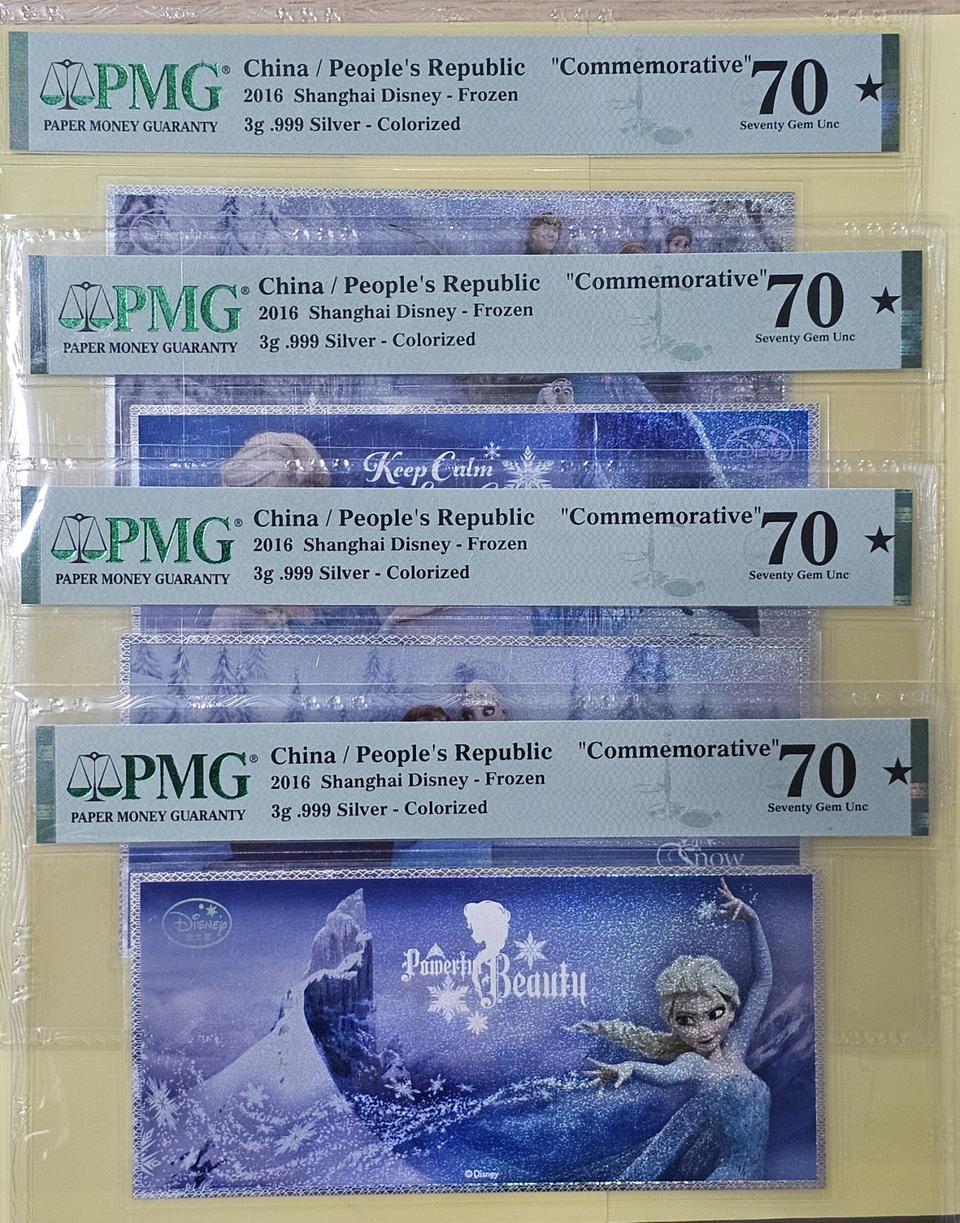 PMG®
PAPER MONEY GUARANTY
China / People's Republic "Commemorative"
2016 Shanghai Disney - Frozen
3g .999 Silver - Colorized
70 ★
Seventy Gem Unc
PMG®
PAPER MONEY GUARANTY
China / People's Republic "Commemorative"
2016 Shanghai Disney - Frozen
3g .999 Silver - Colorized
70 ★
Seventy Gem Unc
Keep Calm
Disney
PMG®
PAPER MONEY GUARANTY
China / People's Republic "Commemorative"
2016 Shanghai Disney - Frozen
3g .999 Silver - Colorized
70 ★
Seventy Gem Unc
PMG®
PAPER MONEY GUARANTY
China / People's Republic "Commemorative"
2016 Shanghai Disney - Frozen
3g .999 Silver - Colorized
70 ★
Seventy Gem Unc
Snow
Disney
Powerful
Beauty
©Disney